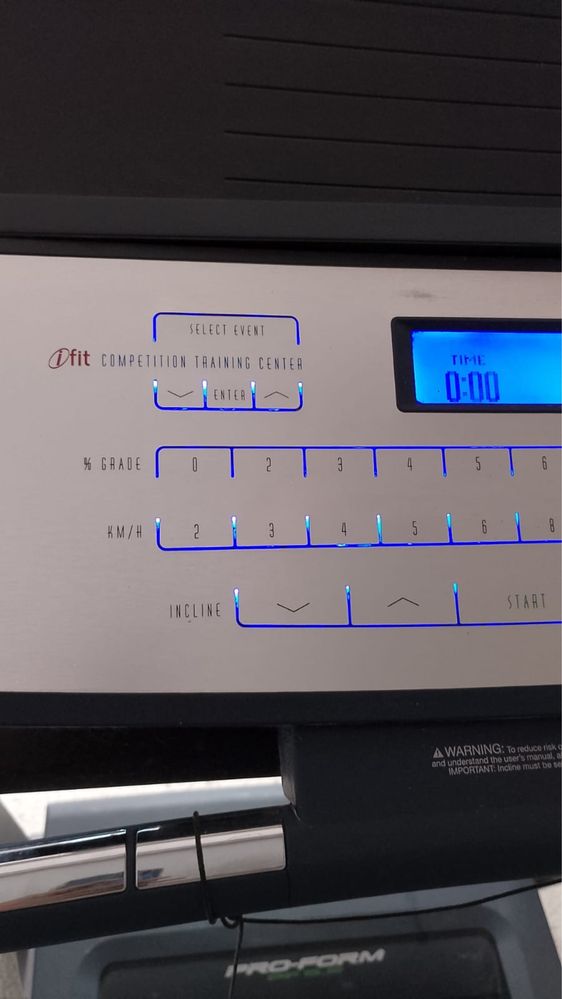 SELECT EVENT
ifit COMPETITION TRAINING CENTER
ENTER
TIME
0:00
% GRADE 0 2 3 4 5 6
KM/H 2 3 4 5 6 8
INCLINE START
WARNING: To reduce risk
and understand the user's manual,
IMPORTANT: Incline must be
PRO-FORM